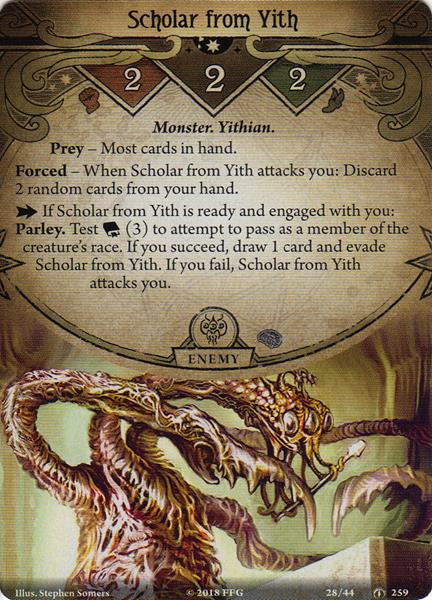 Scholar from Yith
2 2 2
Monster. Yithian.
Prey – Most cards in hand.
Forced – When Scholar from Yith attacks you: Discard
2 random cards from your hand.
If Scholar from Yith is ready and engaged with you:
Parley. Test (3) to attempt to pass as a member of the
creature's race. If you succeed, draw 1 card and evade
Scholar from Yith. If you fail, Scholar from Yith
attacks you.
ENEMY
Illus. Stephen Somers
© 2018 FFG
28/44
259